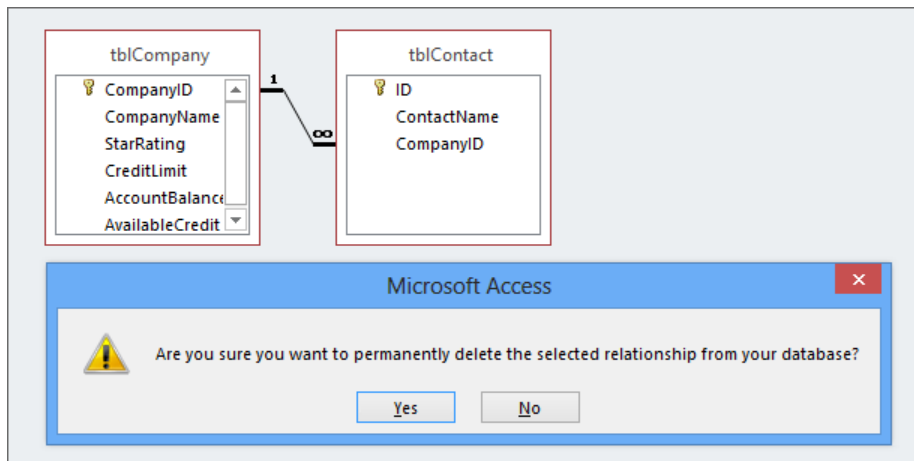 tblCompany
CompanyID
CompanyName
StarRating
CreditLimit
AccountBalance
AvailableCredit
1
∞
tblContact
ID
ContactName
CompanyID
Microsoft Access
Are you sure you want to permanently delete the selected relationship from your database?
Yes
No